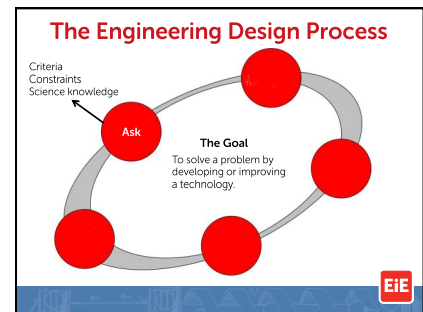 The Engineering Design Process
Criteria
Constraints
Science knowledge
Ask
The Goal
To solve a problem by
developing or improving
a technology.
EiE